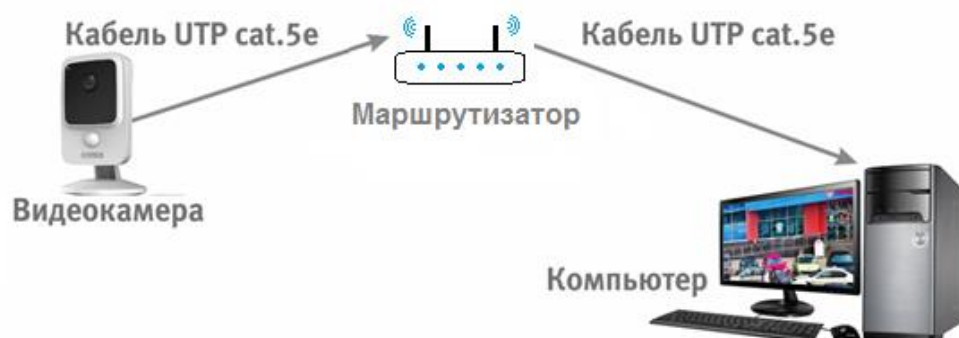 Кабель UTP cat.5e
Кабель UTP cat.5e
Маршрутизатор
Видеокамера
Компьютер